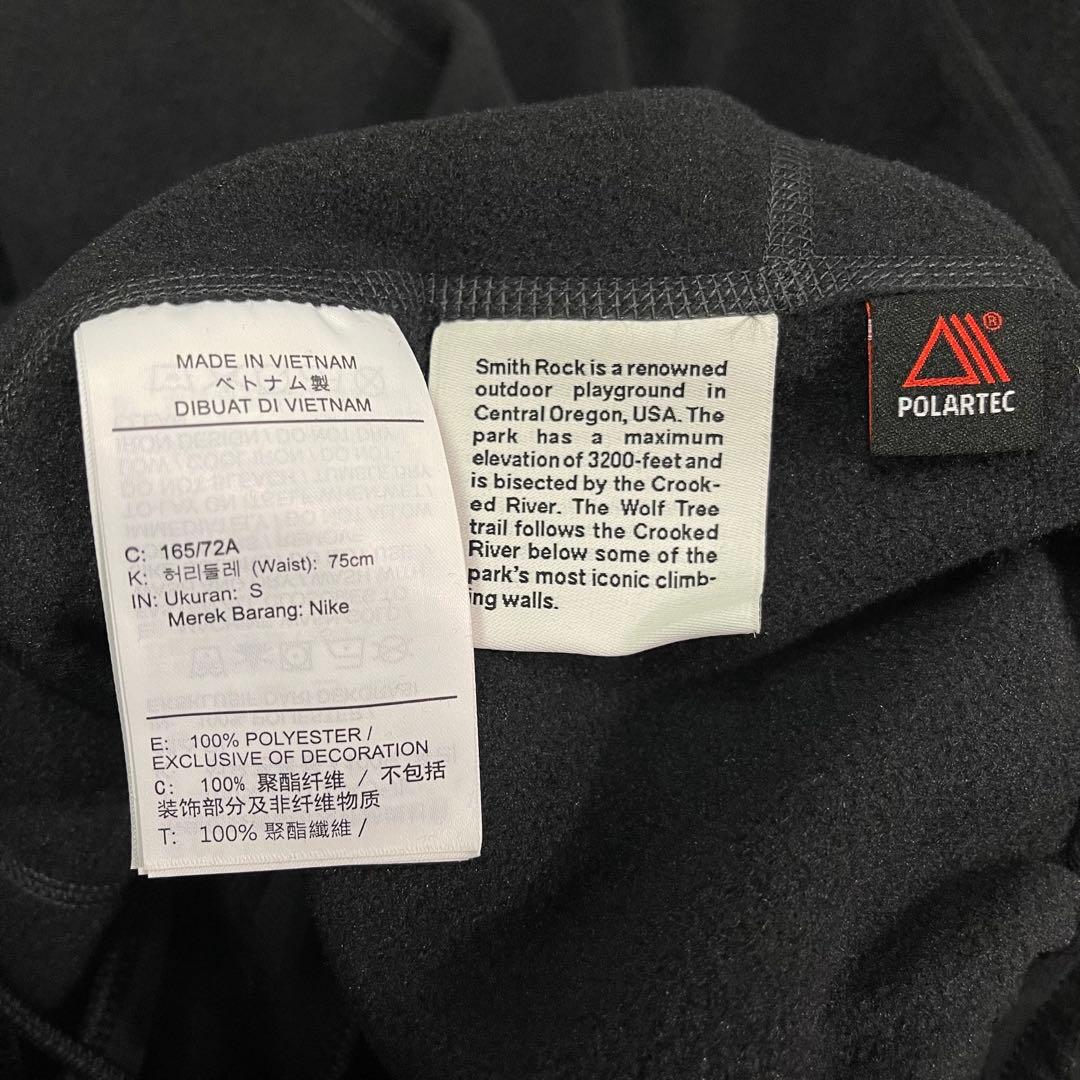 MADE IN VIETNAM
ベトナム製
DIBUAT DI VIETNAM
C: 165/72A
K: 허리둘레 (Waist): 75cm
IN: Ukuran: S
Merek Barang: Nike
E: 100% POLYESTER /
EXCLUSIVE OF DECORATION
C: 100% 聚酯纤维 / 不包括
装饰部分及非纤维物质
T: 100% 聚酯纖維 /
Smith Rock is a renowned
outdoor playground in
Central Oregon, USA. The
park has a maximum
elevation of 3200-feet and
is bisected by the Crook-
ed River. The Wolf Tree
trail follows the Crooked
River below some of the
park's most iconic climb-
ing walls.
®
POLARTEC